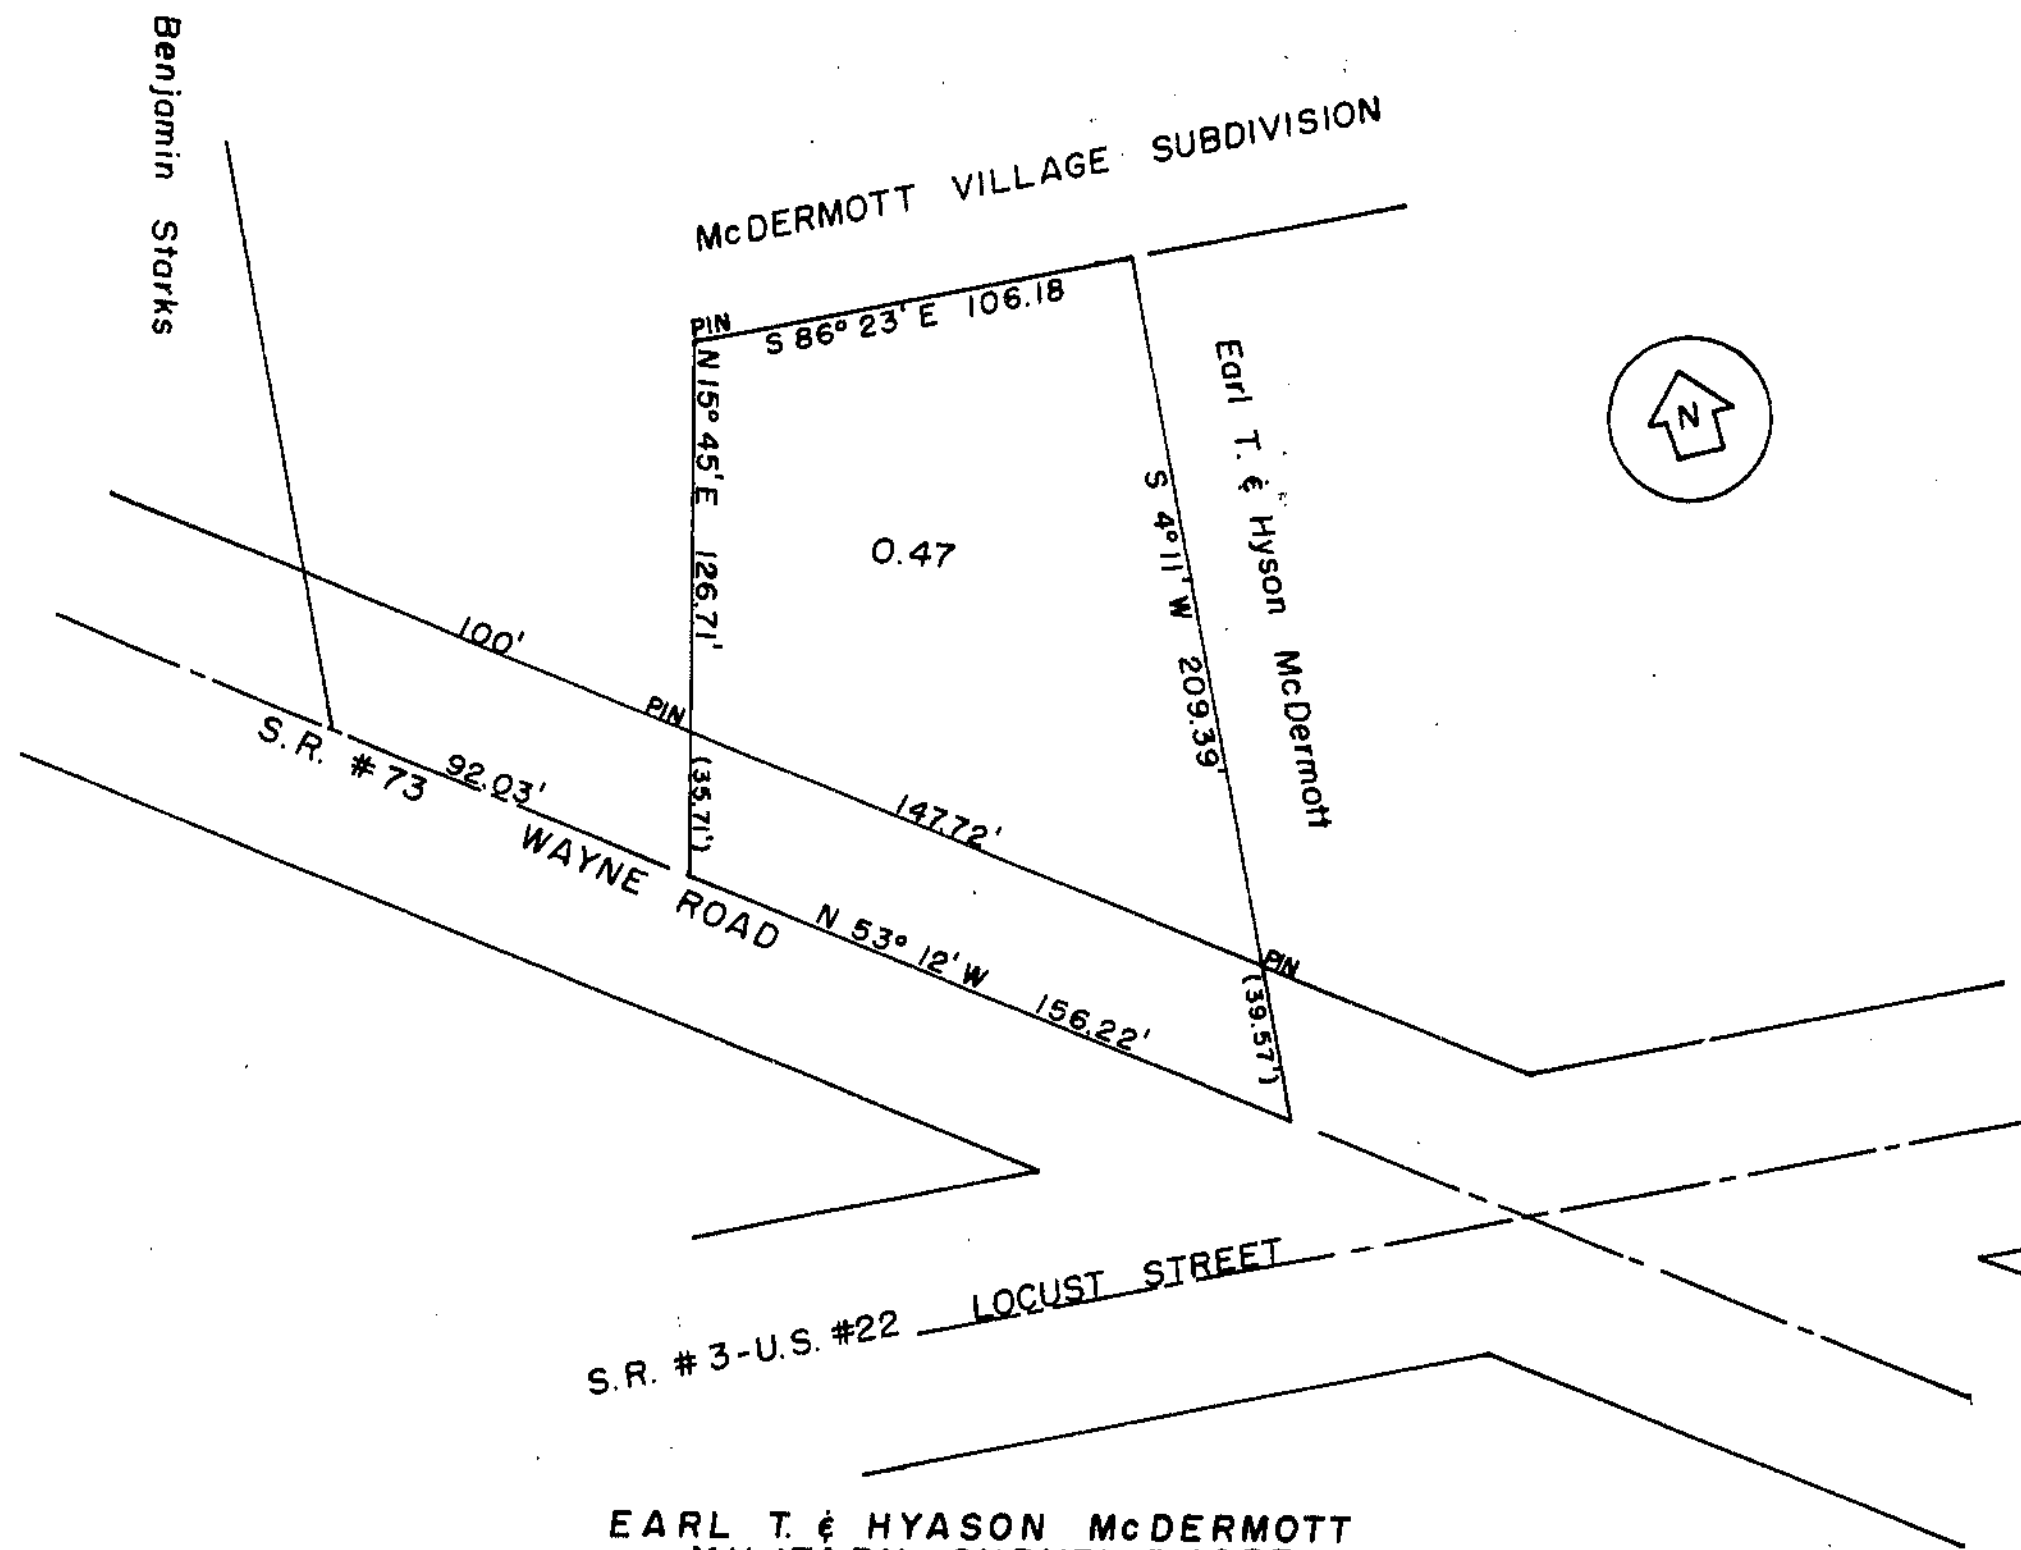 Benjamin Starks
McDERMOTT VILLAGE SUBDIVISION
PIN
S 86° 23' E 106.18
N 15° 45' E 126.71'
Earl T. & Hyson McDermott
N
S 4° 11' W 209.39'
0.47
100'
PIN
S.R. #73
92.03'
(35.71')
147.72'
WAYNE ROAD
N 53° 12' W 156.22'
PIN
(39.57')
S.R. #3-U.S. #22 LOCUST STREET
EARL T. & HYASON McDERMOTT